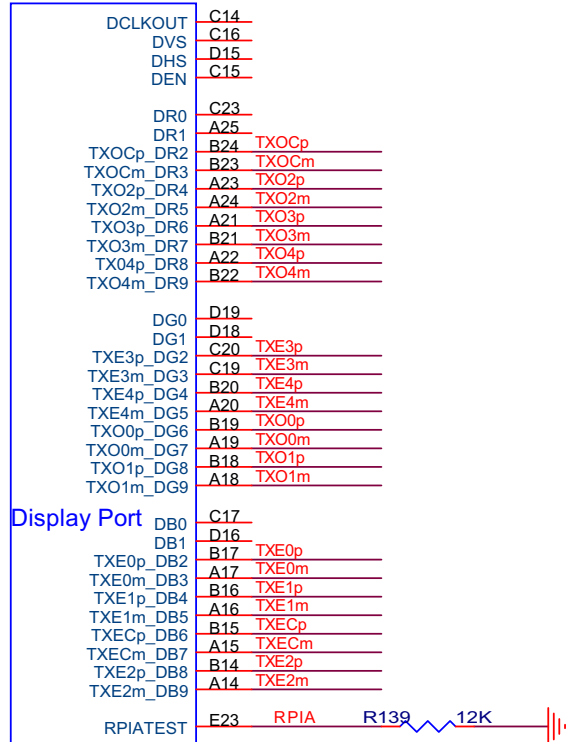 DCLKOUT C14
DVS C16
DHS D15
DEN C15
DR0 C23
DR1 A25
TXOCp_DR2 B24 TXOCp
TXOCm_DR3 B23 TXOCm
TXO2p_DR4 A23 TXO2p
TXO2m_DR5 A24 TXO2m
TXO3p_DR6 A21 TXO3p
TXO3m_DR7 B21 TXO3m
TX04p_DR8 A22 TXO4p
TXO4m_DR9 B22 TXO4m
DG0 D19
DG1 D18
TXE3p_DG2 C20 TXE3p
TXE3m_DG3 C19 TXE3m
TXE4p_DG4 B20 TXE4p
TXE4m_DG5 A20 TXE4m
TXO0p_DG6 B19 TXO0p
TXO0m_DG7 A19 TXO0m
TXO1p_DG8 B18 TXO1p
TXO1m_DG9 A18 TXO1m
Display Port
DB0 C17
DB1 D16
TXE0p_DB2 B17 TXE0p
TXE0m_DB3 A17 TXE0m
TXE1p_DB4 B16 TXE1p
TXE1m_DB5 A16 TXE1m
TXECp_DB6 B15 TXECp
TXECm_DB7 A15 TXECm
TXE2p_DB8 B14 TXE2p
TXE2m_DB9 A14 TXE2m
RPIATEST E23 RPIA R139 12K